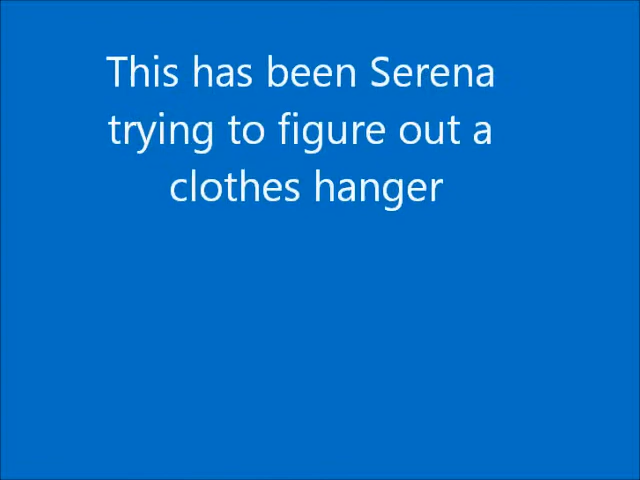 This has been Serena
trying to figure out a
clothes hanger